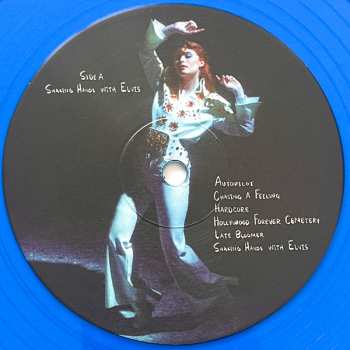 Side A
Shaking Hands with Elvis
Autopilot
Chasing A Feeling
Hardcore
Hollywood Forever Cemetery
Late Bloomer
Shaking Hands with Elvis